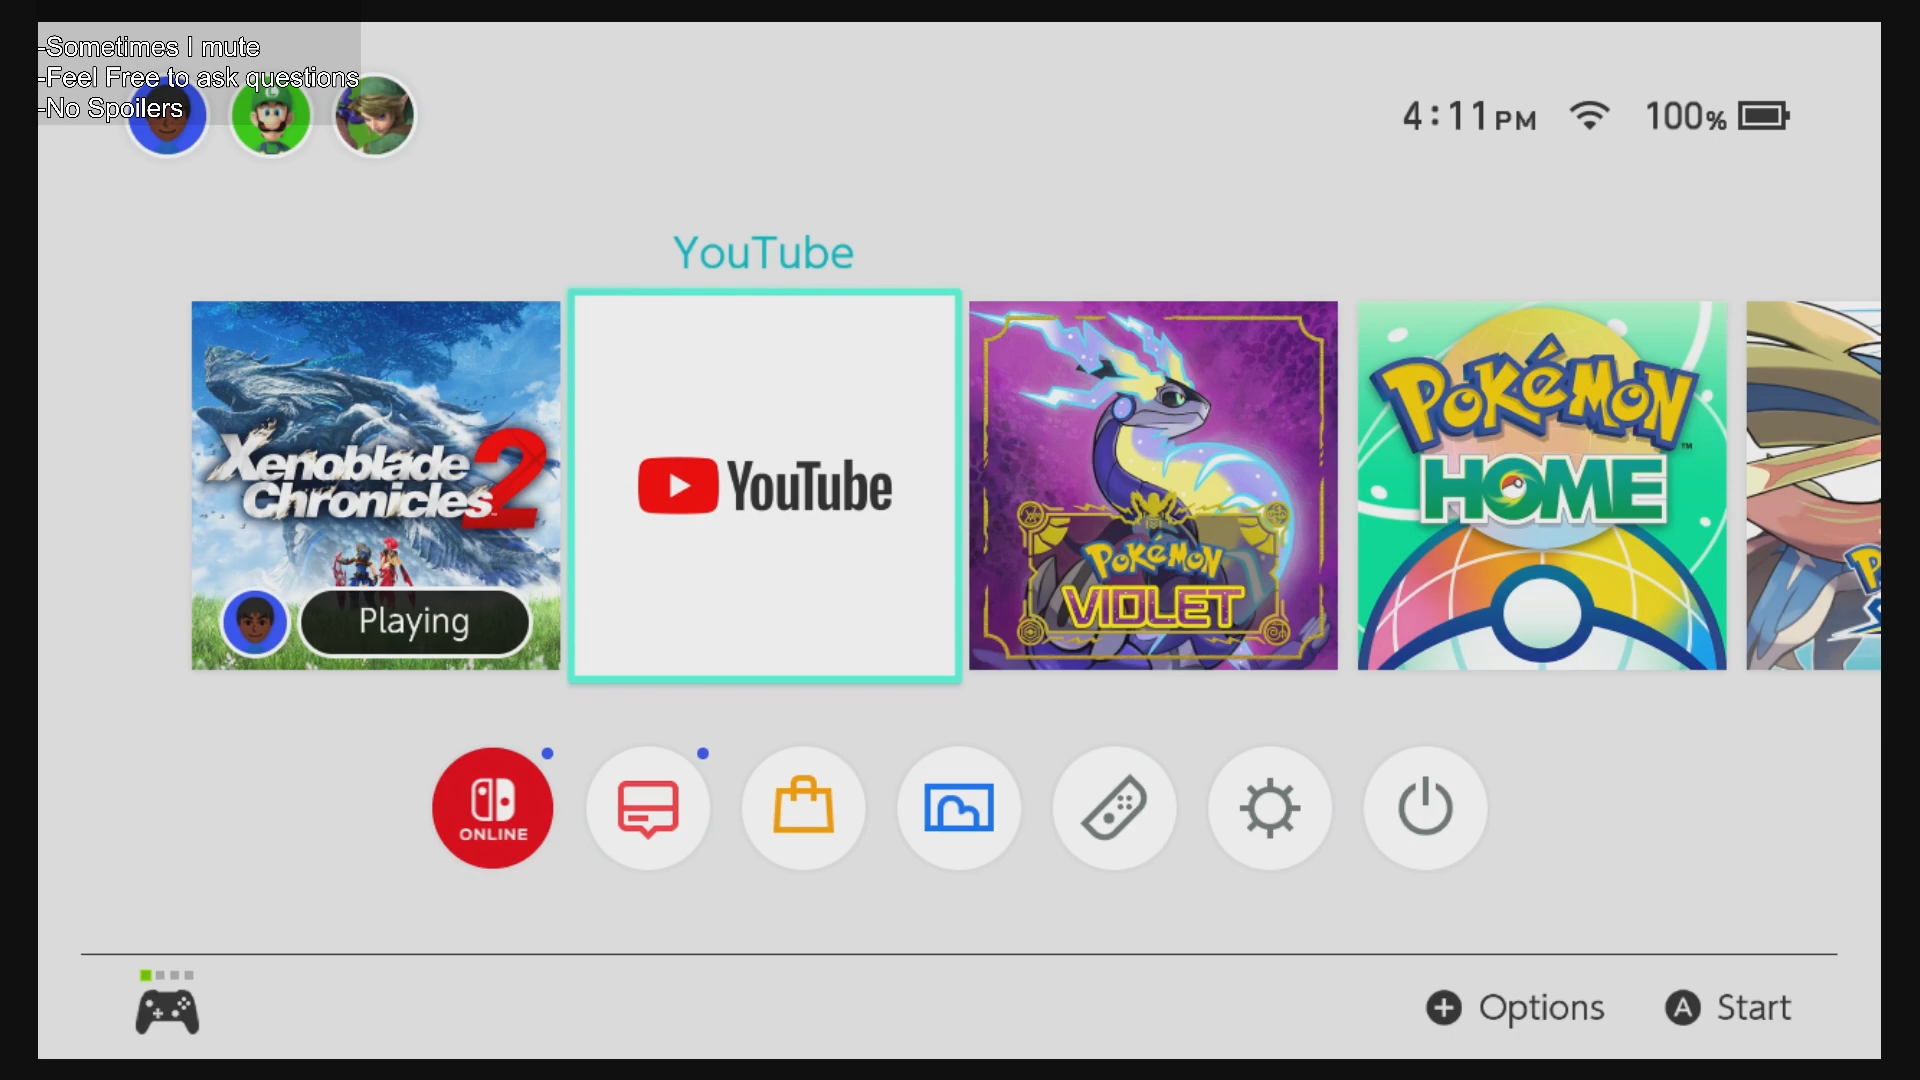 -Sometimes I mute
-Feel Free to ask questions
-No Spoilers
4:11 PM
100%
YouTube
Xenoblade
Chronicles 2
Playing
YouTube
POKéMON
VIOLET
POKéMON
HOME
ONLINE
Options
A Start